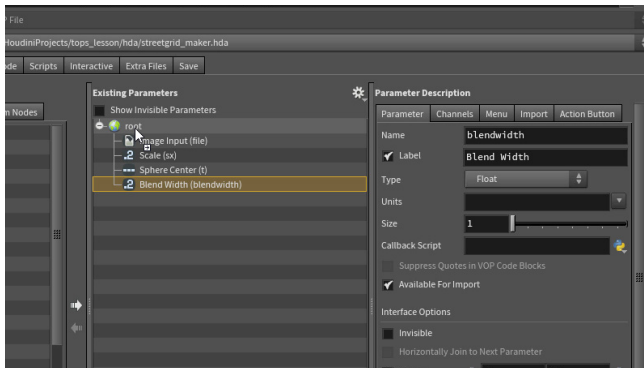 P File
HoudiniProjects/tops_lesson/hda/streetgrid_maker.hda
de Scripts Interactive Extra Files Save
Existing Parameters
Parameter Description
m Nodes
Show Invisible Parameters
Parameter Channels Menu Import Action Button
root
Name blendwidth
Image Input (file)
Label Blend Width
.2 Scale (sx)
Sphere Center (t)
Type Float
.2 Blend Width (blendwidth)
Units
Size 1
Callback Script
Suppress Quotes in VOP Code Blocks
Available For Import
Interface Options
Invisible
Horizontally Join to Next Parameter